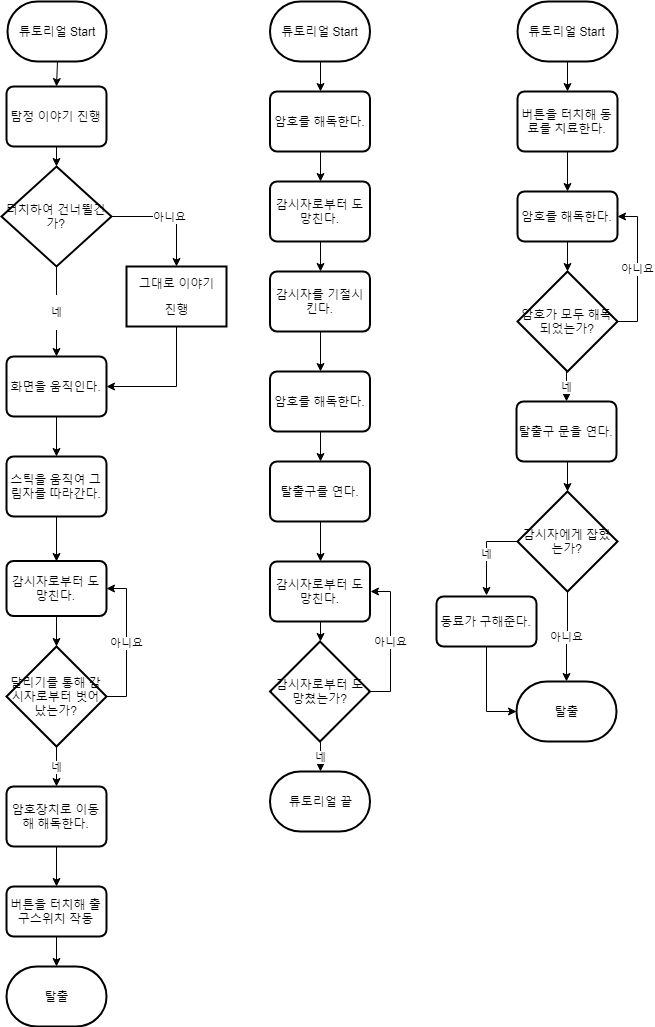 튜토리얼 Start
탐정 이야기 진행
터치하여 건너뛸건
가?
아니요
그대로 이야기
진행
네
화면을 움직인다.
스틱을 움직여 그
림자를 따라간다.
감시자로부터 도
망친다.
아니요
달리기를 통해 감
시자로부터 벗어
났는가?
네
암호장치로 이동
해 해독한다.
버튼을 터치해 출
구스위치 작동
탈출
튜토리얼 Start
암호를 해독한다.
감시자로부터 도
망친다.
감시자를 기절시
킨다.
암호를 해독한다.
탈출구를 연다.
감시자로부터 도
망친다.
아니요
감시자로부터 도
망쳤는가?
네
튜토리얼 끝
튜토리얼 Start
버튼을 터치해 동
료를 치료한다.
암호를 해독한다.
아니요
암호가 모두 해독
되었는가?
네
탈출구 문을 연다.
감시자에게 잡혔
는가?
네
동료가 구해준다.
아니요
탈출